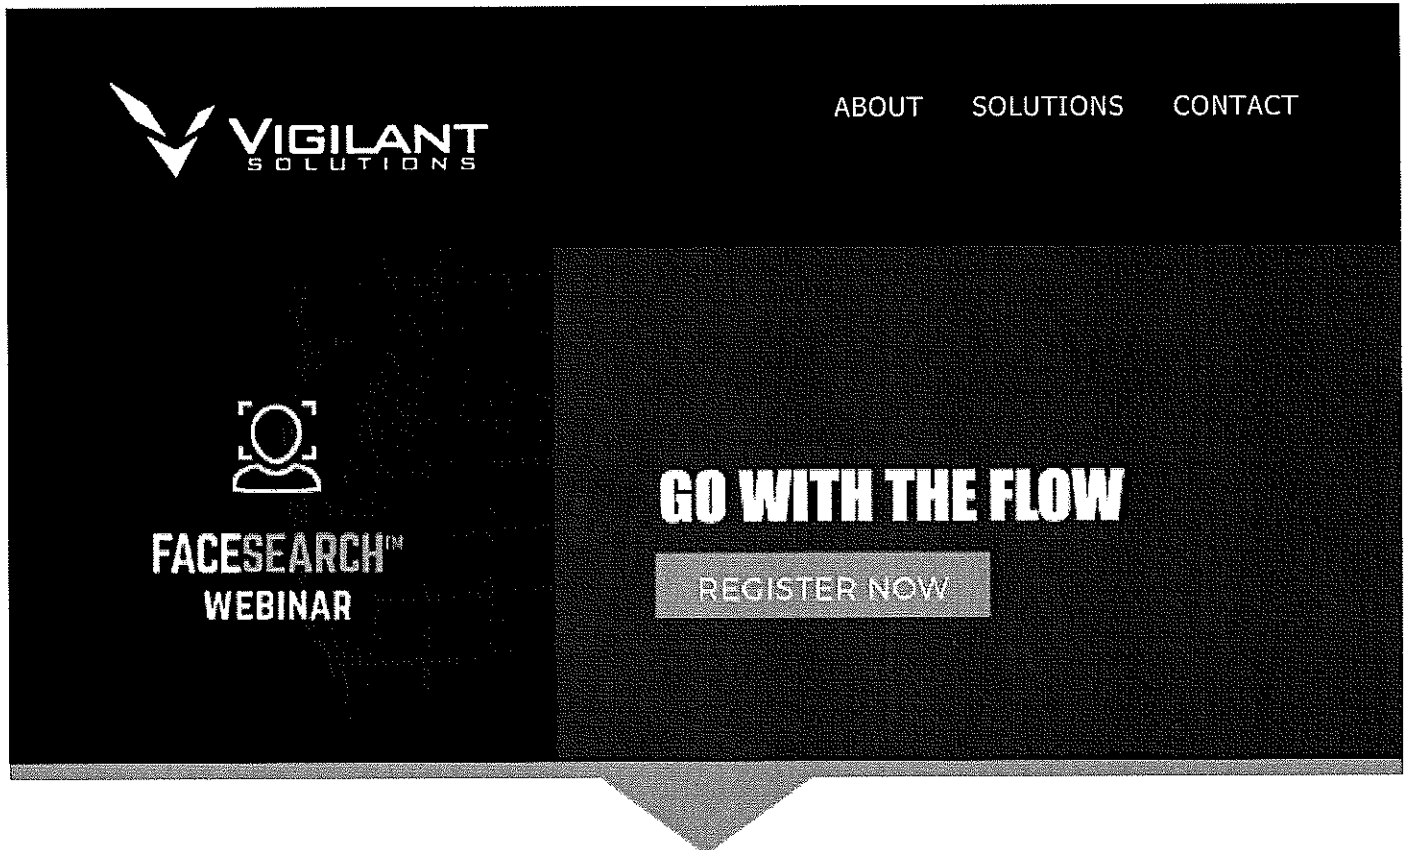 VIGILANT
SOLUTIONS
ABOUT SOLUTIONS CONTACT
FACESEARCH™
WEBINAR
GO WITH THE FLOW
REGISTER NOW